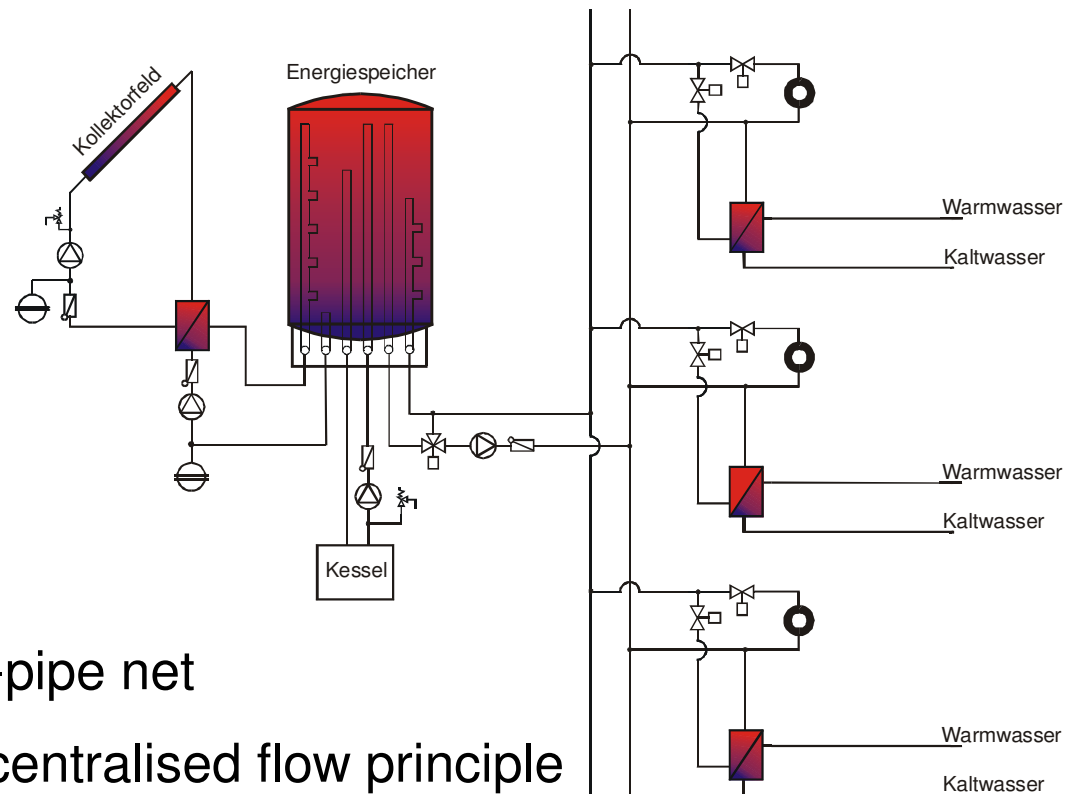 Energiespeicher
Kollektorfeld
Warmwasser
Kaltwasser
Warmwasser
Kaltwasser
Kessel
-pipe net
centralised flow principle
Warmwasser
Kaltwasser